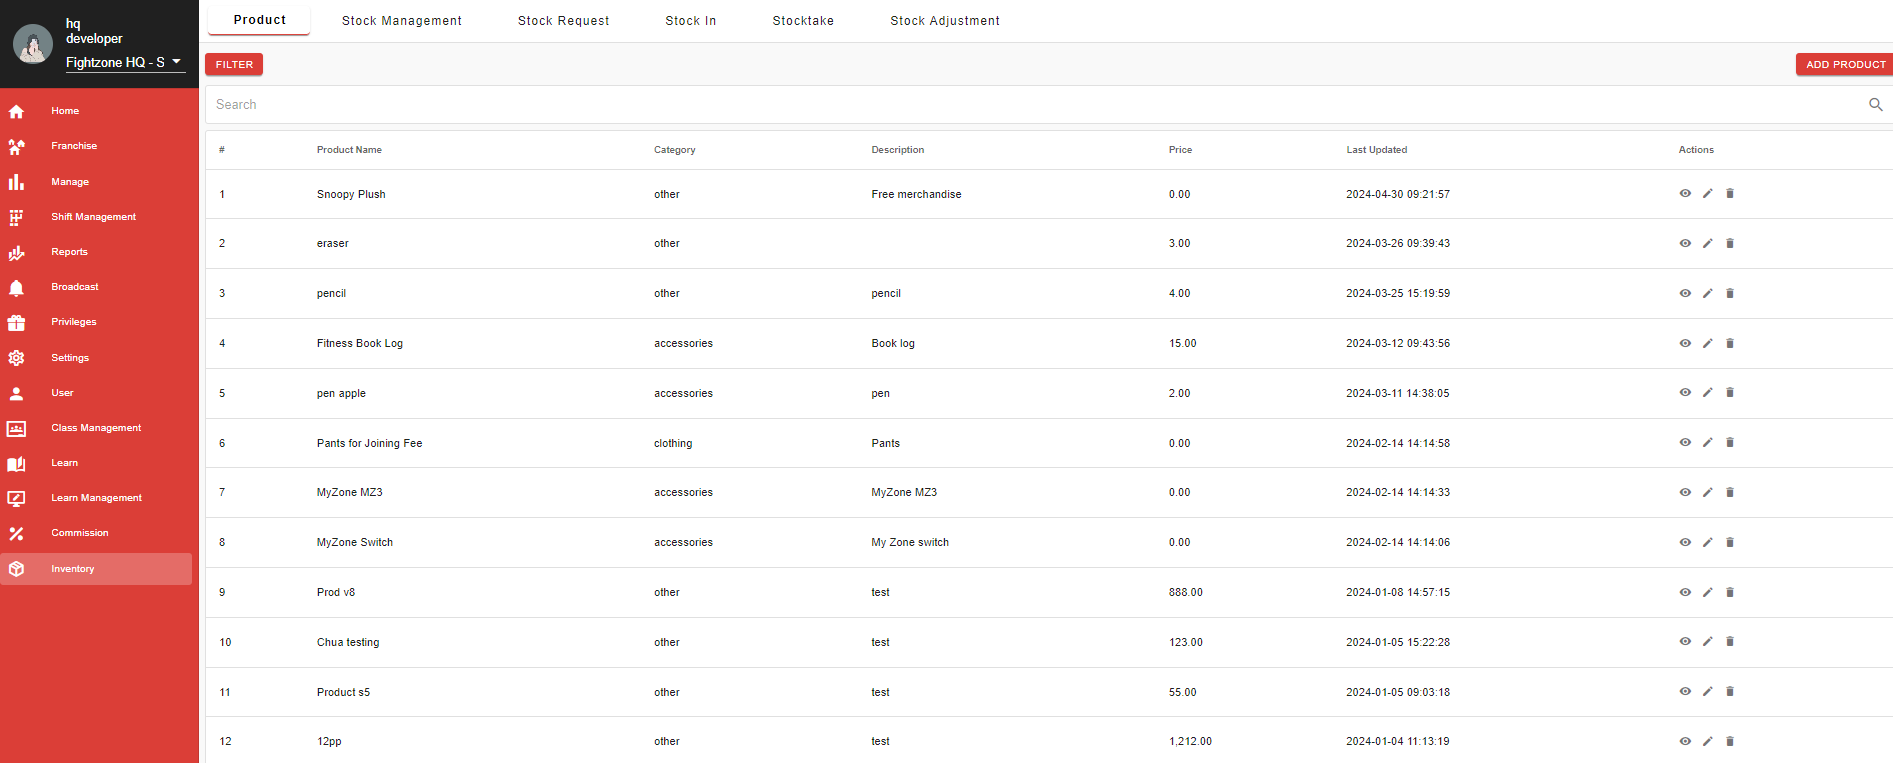 hq
developer
Fightzone HQ - S
Home
Franchise
Manage
Shift Management
Reports
Broadcast
Privileges
Settings
User
Class Management
Learn
Learn Management
Commission
Inventory
Product Stock Management Stock Request Stock In Stocktake Stock Adjustment
FILTER ADD PRODUCT
Search
# Product Name Category Description Price Last Updated Actions
1 Snoopy Plush other Free merchandise 0.00 2024-04-30 09:21:57
2 eraser other 3.00 2024-03-26 09:39:43
3 pencil other pencil 4.00 2024-03-25 15:19:59
4 Fitness Book Log accessories Book log 15.00 2024-03-12 09:43:56
5 pen apple accessories pen 2.00 2024-03-11 14:38:05
6 Pants for Joining Fee clothing Pants 0.00 2024-02-14 14:14:58
7 MyZone MZ3 accessories MyZone MZ3 0.00 2024-02-14 14:14:33
8 MyZone Switch accessories My Zone switch 0.00 2024-02-14 14:14:06
9 Prod v8 other test 888.00 2024-01-08 14:57:15
10 Chua testing other test 123.00 2024-01-05 15:22:28
11 Product s5 other test 55.00 2024-01-05 09:03:18
12 12pp other test 1,212.00 2024-01-04 11:13:19